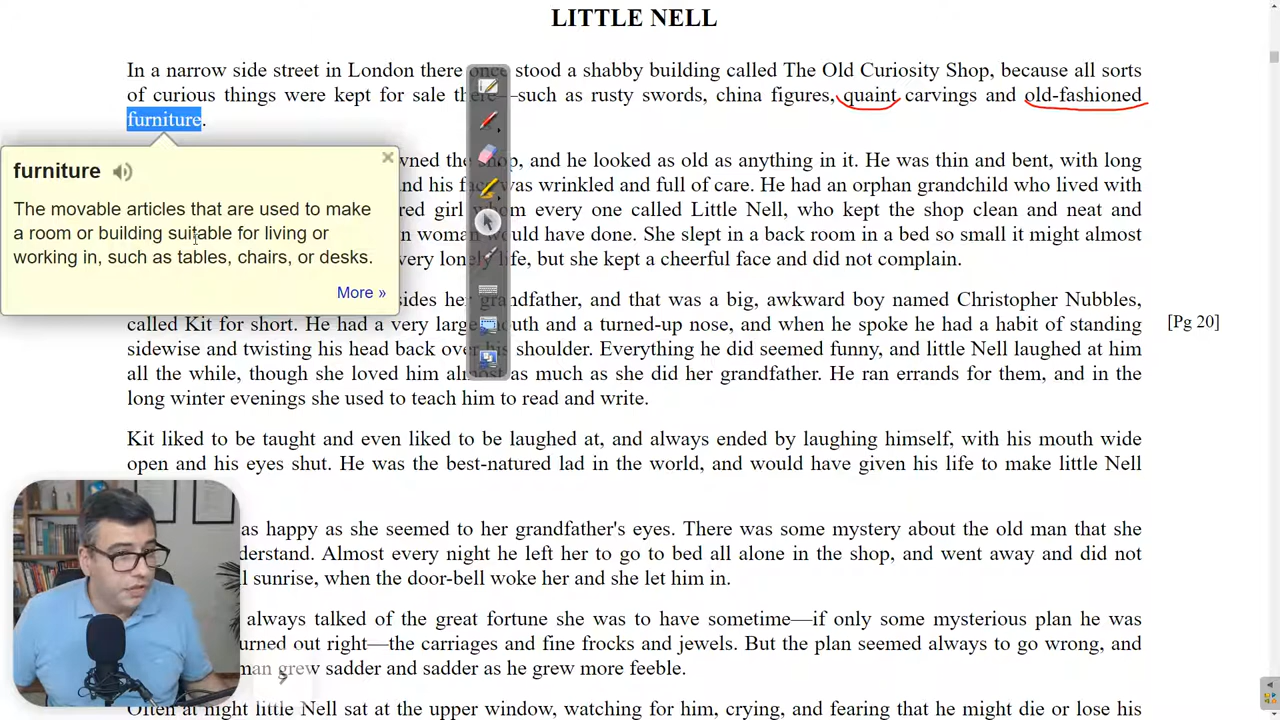 LITTLE NELL
In a narrow side street in London there once stood a shabby building called The Old Curiosity Shop, because all sorts
of curious things were kept for sale there—such as rusty swords, china figures, quaint carvings and old-fashioned
furniture.
furniture
The movable articles that are used to make
a room or building suitable for living or
working in, such as tables, chairs, or desks.
More »
owned the shop, and he looked as old as anything in it. He was thin and bent, with long
and his face was wrinkled and full of care. He had an orphan grandchild who lived with
red girl whom every one called Little Nell, who kept the shop clean and neat and
woman would have done. She slept in a back room in a bed so small it might almost
very lonely life, but she kept a cheerful face and did not complain.
sides her grandfather, and that was a big, awkward boy named Christopher Nubbles,
called Kit for short. He had a very large mouth and a turned-up nose, and when he spoke he had a habit of standing
[Pg 20]
sidewise and twisting his head back over his shoulder. Everything he did seemed funny, and little Nell laughed at him
all the while, though she loved him almost as much as she did her grandfather. He ran errands for them, and in the
long winter evenings she used to teach him to read and write.
Kit liked to be taught and even liked to be laughed at, and always ended by laughing himself, with his mouth wide
open and his eyes shut. He was the best-natured lad in the world, and would have given his life to make little Nell
as happy as she seemed to her grandfather's eyes. There was some mystery about the old man that she
derstand. Almost every night he left her to go to bed all alone in the shop, and went away and did not
l sunrise, when the door-bell woke her and she let him in.
always talked of the great fortune she was to have sometime—if only some mysterious plan he was
urned out right—the carriages and fine frocks and jewels. But the plan seemed always to go wrong, and
man grew sadder and sadder as he grew more feeble.
Often at night little Nell sat at the upper window, watching for him, crying, and fearing that he might die or lose his